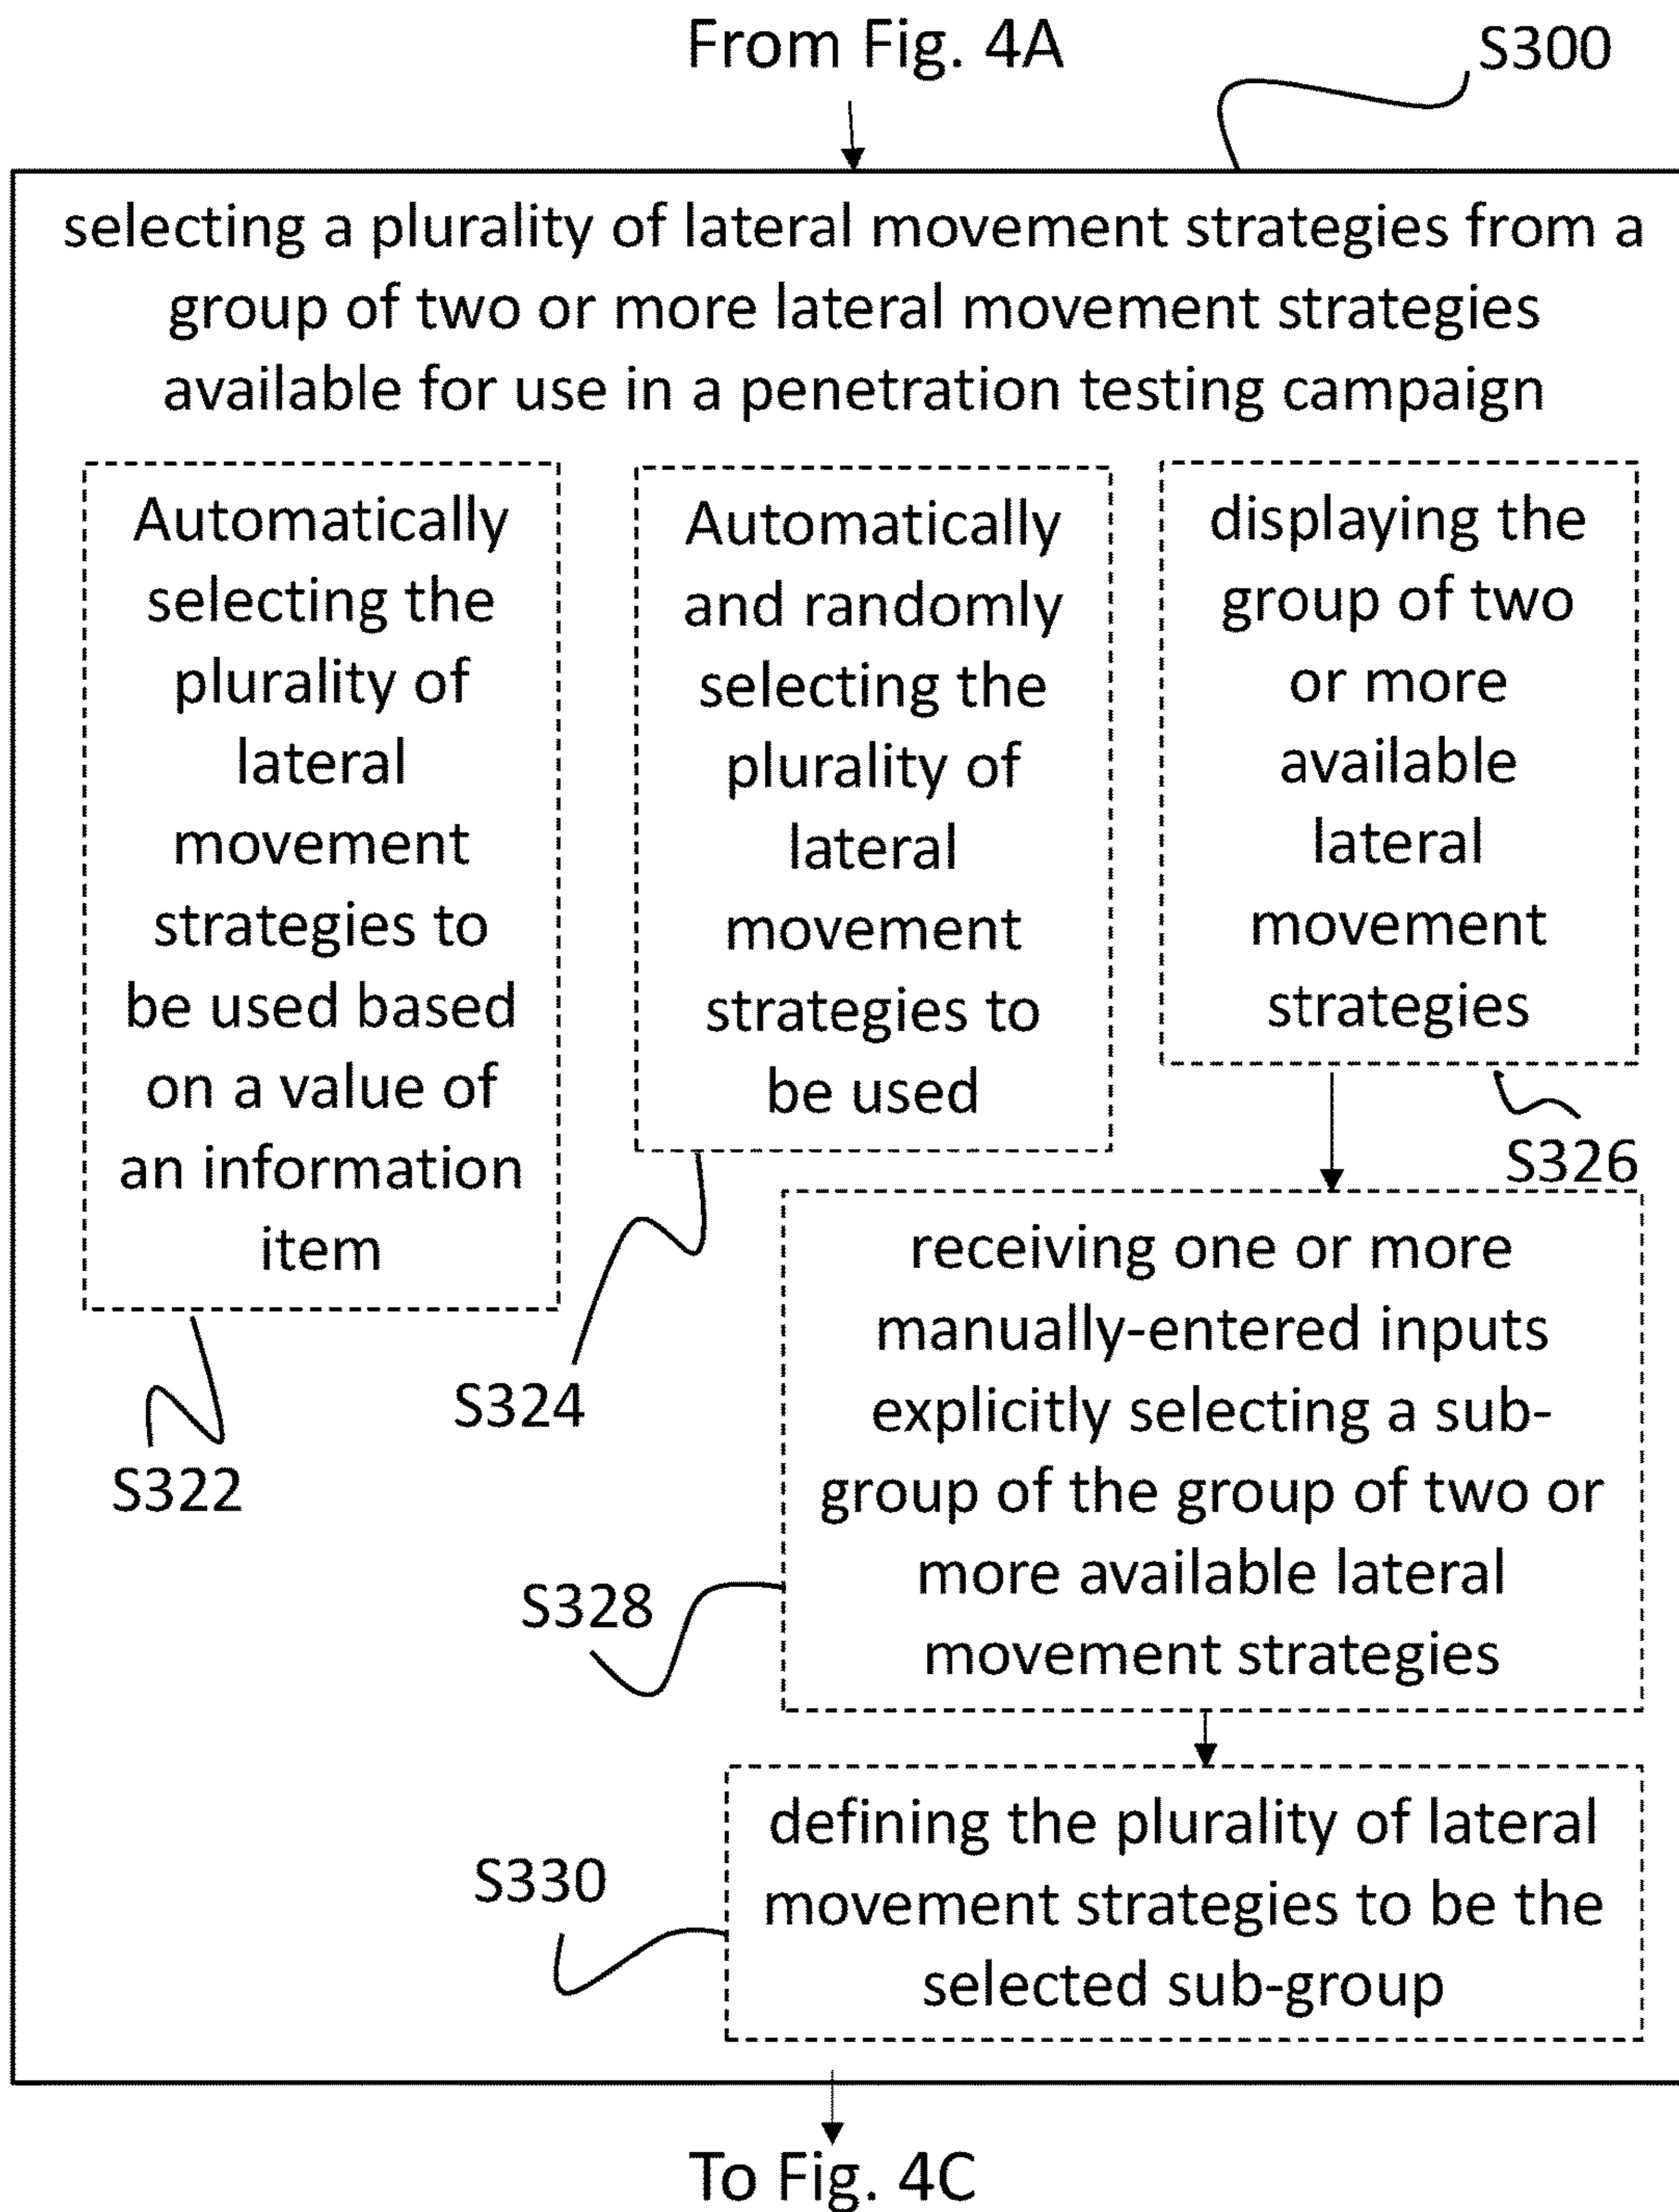 From Fig. 4A
S300
selecting a plurality of lateral movement strategies from a
group of two or more lateral movement strategies
available for use in a penetration testing campaign
Automatically
selecting the
plurality of
lateral
movement
strategies to
be used based
on a value of
an information
item
S322
Automatically
and randomly
selecting the
plurality of
lateral
movement
strategies to
be used
S324
displaying the
group of two
or more
available
lateral
movement
strategies
S326
receiving one or more
manually-entered inputs
explicitly selecting a sub-
group of the group of two or
more available lateral
movement strategies
S328
defining the plurality of lateral
movement strategies to be the
selected sub-group
S330
To Fig. 4C